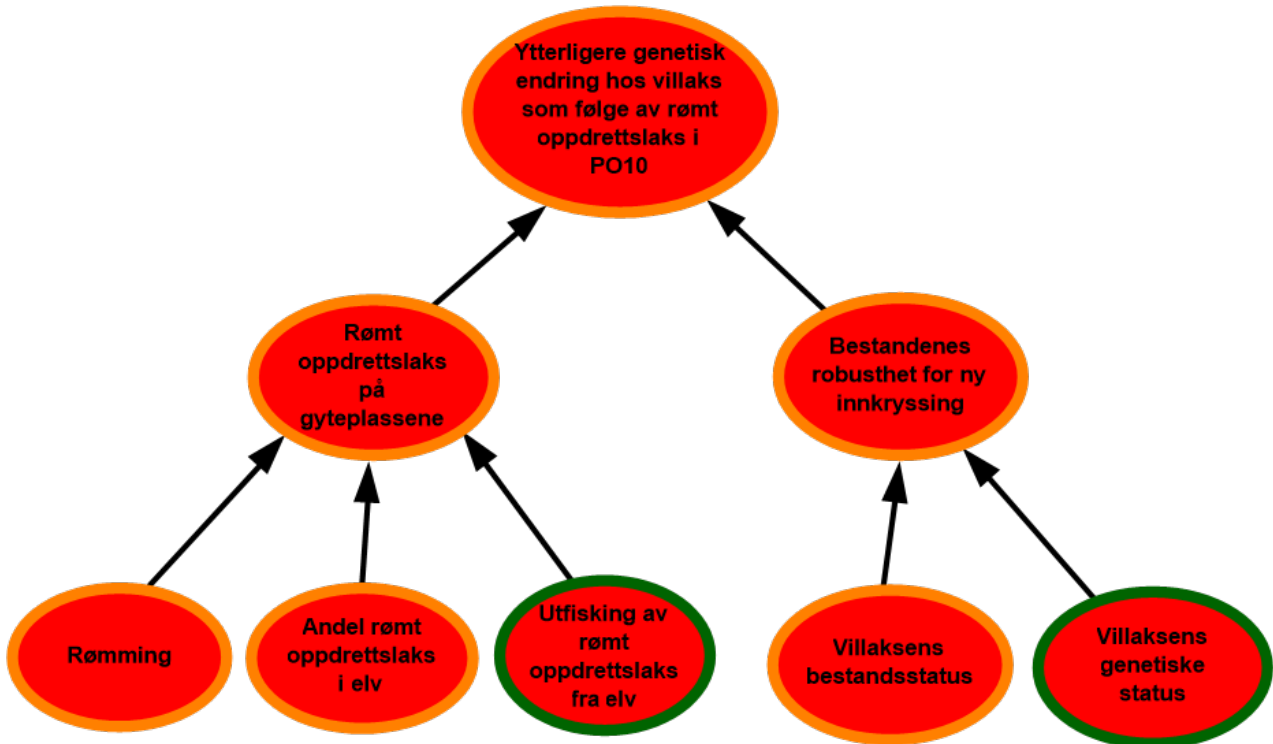 Ytterligere genetisk
endring hos villaks
som følge av rømt
oppdrettslaks i
PO10
Rømt
oppdrettslaks
på
gyteplassene
Bestandenes
robusthet for ny
innkryssing
Rømming
Andel rømt
oppdrettslaks
i elv
Utfisking av
rømt
oppdrettslaks
fra elv
Villaksens
bestandsstatus
Villaksens
genetiske
status